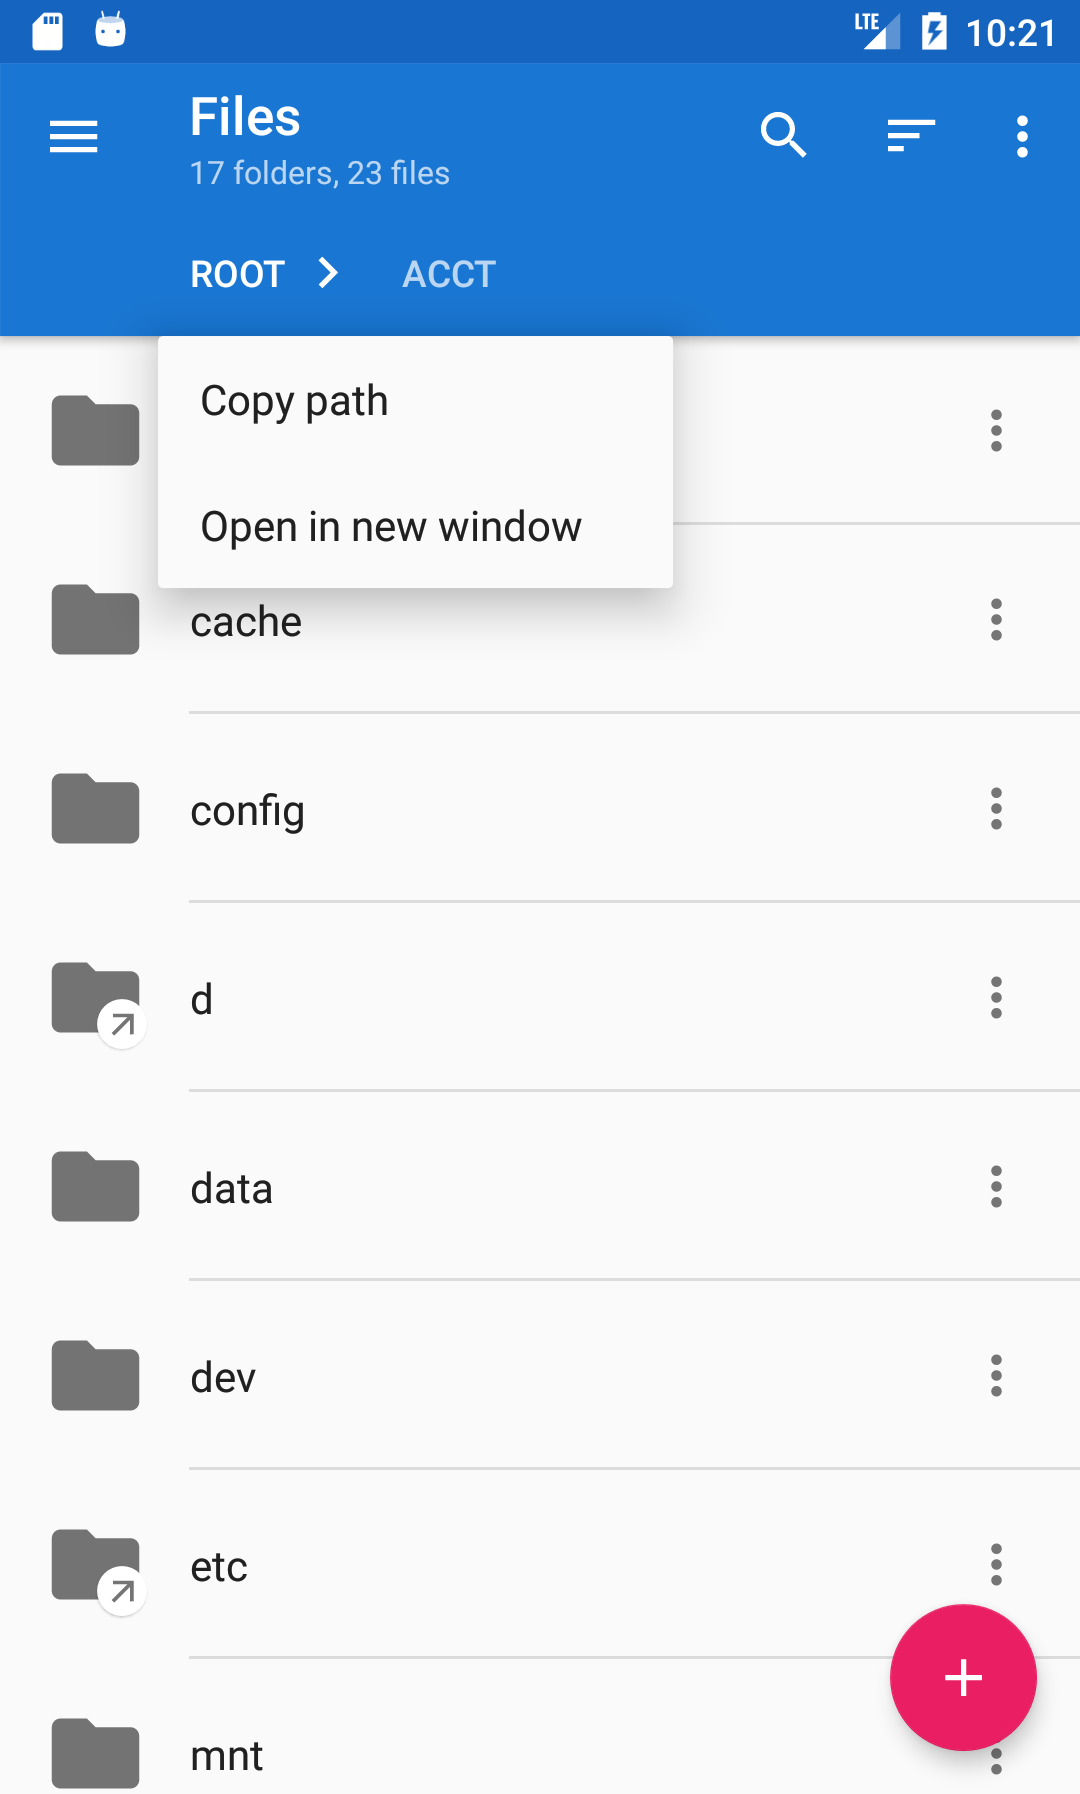 LTE 10:21
Files
17 folders, 23 files
ROOT ACCT
Copy path
Open in new window
cache
config
d
data
dev
etc
mnt